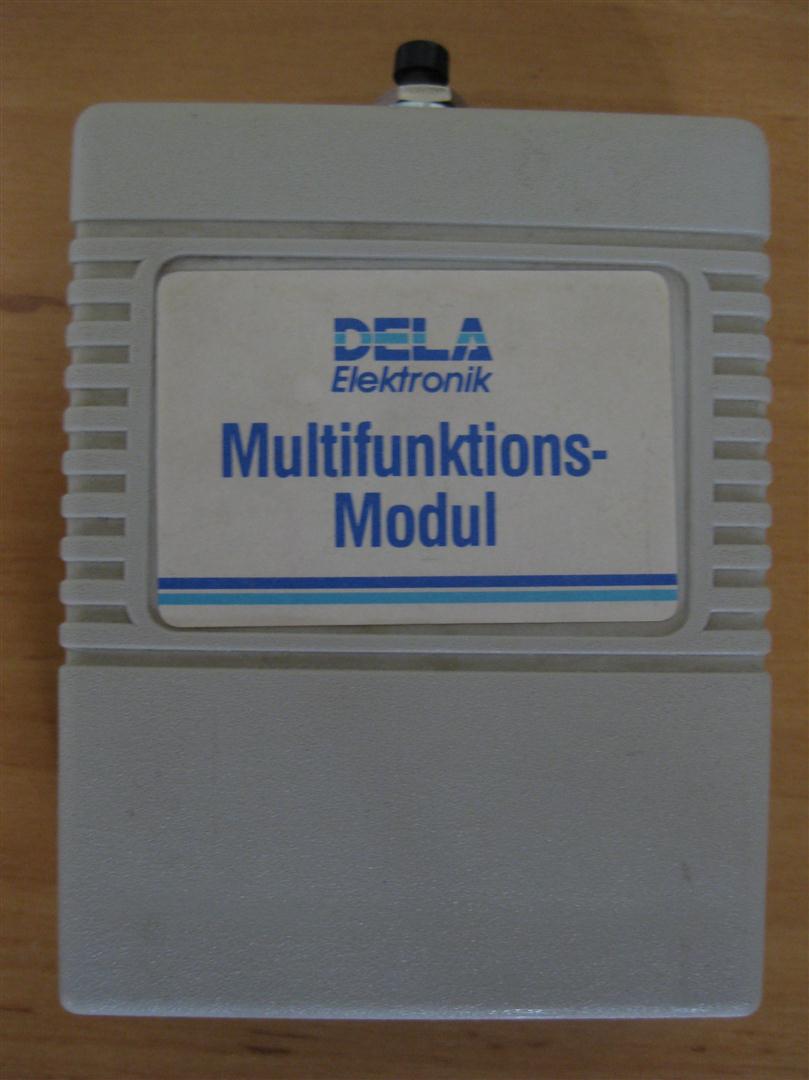 DELA
Elektronik
Multifunktions-
Modul